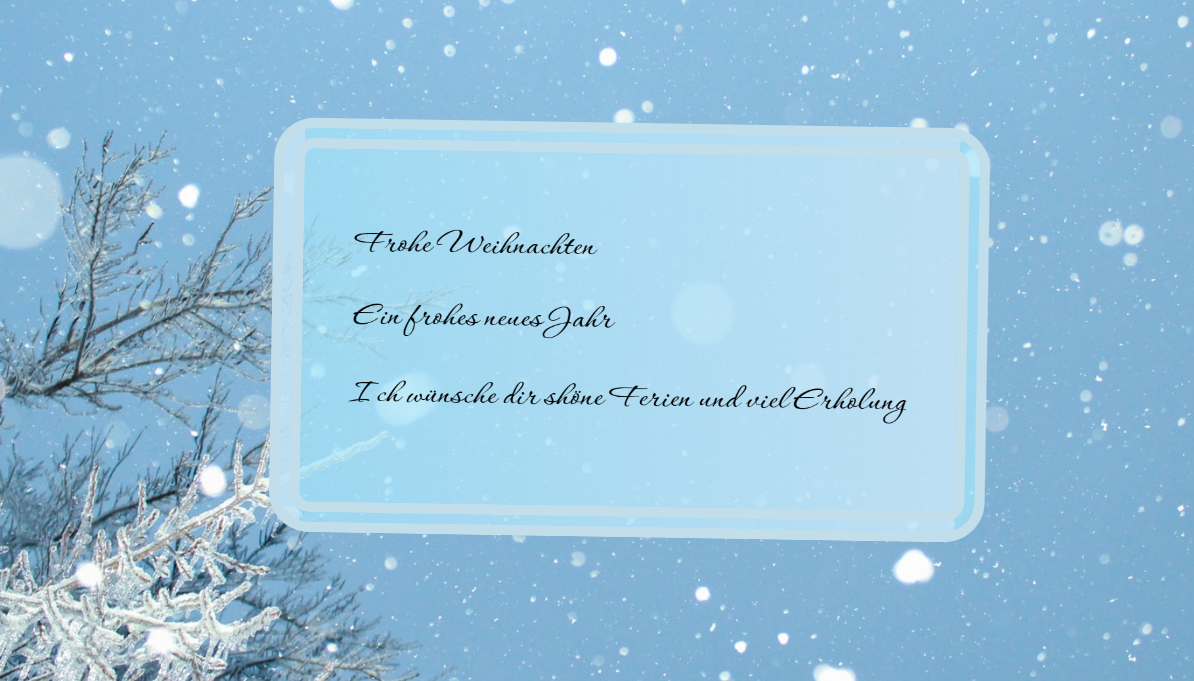 Frohe Weihnachten
Ein frohes neues Jahr
Ich wünsche dir shöne Ferien und viel Erholung